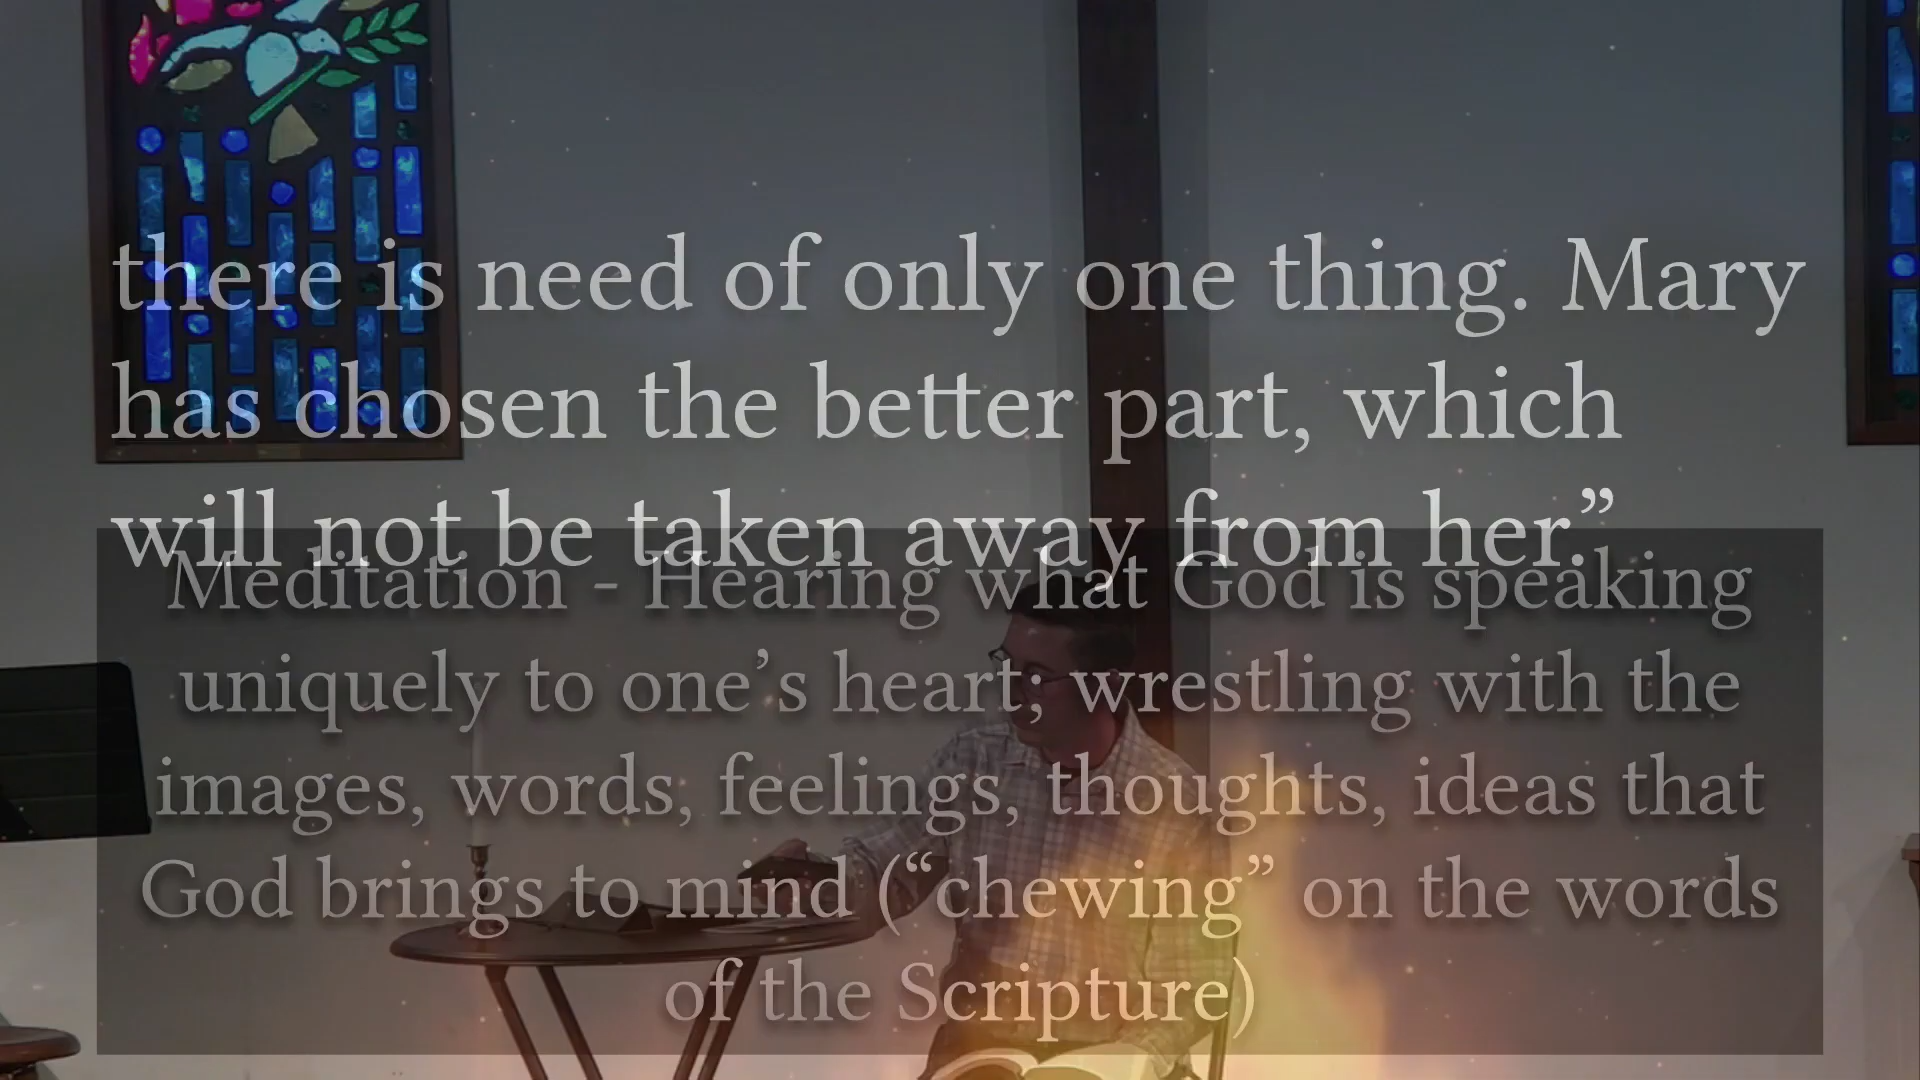 there is need of only one thing. Mary
has chosen the better part, which
will not be taken away from her.”
Meditation - Hearing what God is speaking
uniquely to one’s heart; wrestling with the
images, words, feelings, thoughts, ideas that
God brings to mind (“chewing” on the words
of the Scripture)